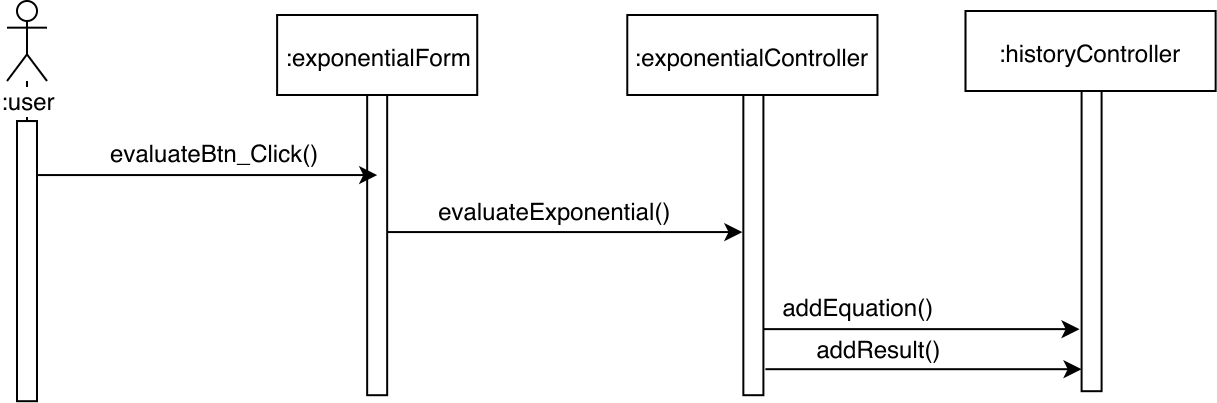 :exponentialForm
:exponentialController
:historyController
:user
evaluateBtn_Click()
evaluateExponential()
addEquation()
addResult()